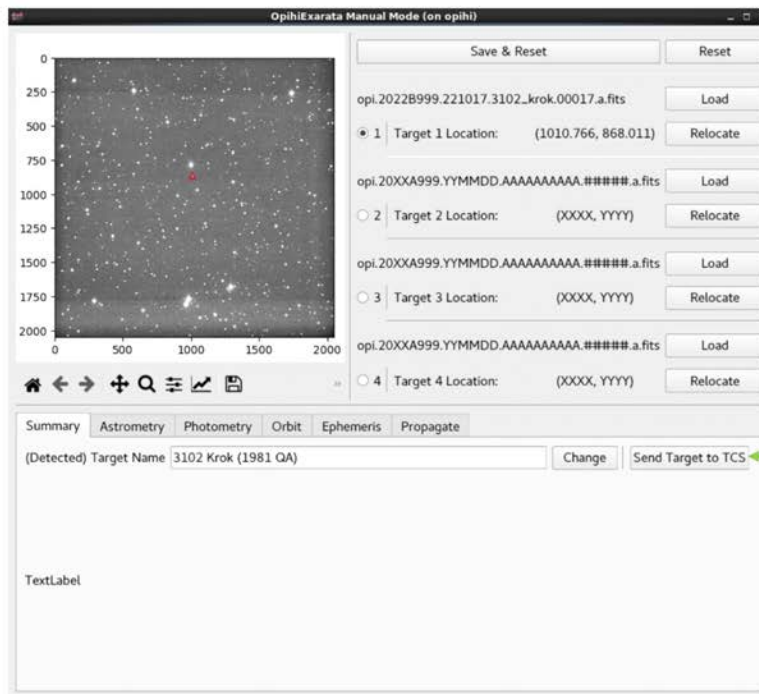 OpihiExarata Manual Mode (on opihi)
Save & Reset
Reset
opi.2022B999.221017.3102_krok.00017.a.fits
Load
1 Target 1 Location: (1010.766, 868.011)
Relocate
opi.20XXA999.YYMMDD.AAAAAAAAAA.#####.a.fits
Load
2 Target 2 Location: (XXXX, YYYY)
Relocate
opi.20XXA999.YYMMDD.AAAAAAAAAA.#####.a.fits
Load
3 Target 3 Location: (XXXX, YYYY)
Relocate
opi.20XXA999.YYMMDD.AAAAAAAAAA.#####.a.fits
Load
4 Target 4 Location: (XXXX, YYYY)
Relocate
0
250
500
750
1000
1250
1500
1750
2000
0 500 1000 1500 2000
Summary Astrometry Photometry Orbit Ephemeris Propagate
(Detected) Target Name 3102 Krok (1981 QA) Change Send Target to TCS
TextLabel